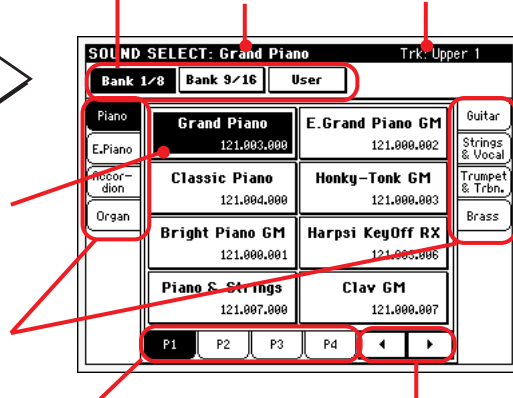 SOUND SELECT: Grand Piano Trk: Upper 1
Bank 1/8 Bank 9/16 User
Piano
E.Piano
Accor-
dion
Organ
Grand Piano
121.003.000
E.Grand Piano GM
121.000.002
Classic Piano
121.004.000
Honky-Tonk GM
121.000.003
Bright Piano GM
121.000.001
Harpsi KeyOff RX
121.003.006
Piano & Strings
121.007.000
Clav GM
121.000.007
Guitar
Strings
& Vocal
Trumpet
& Trbn.
Brass
P1 P2 P3 P4